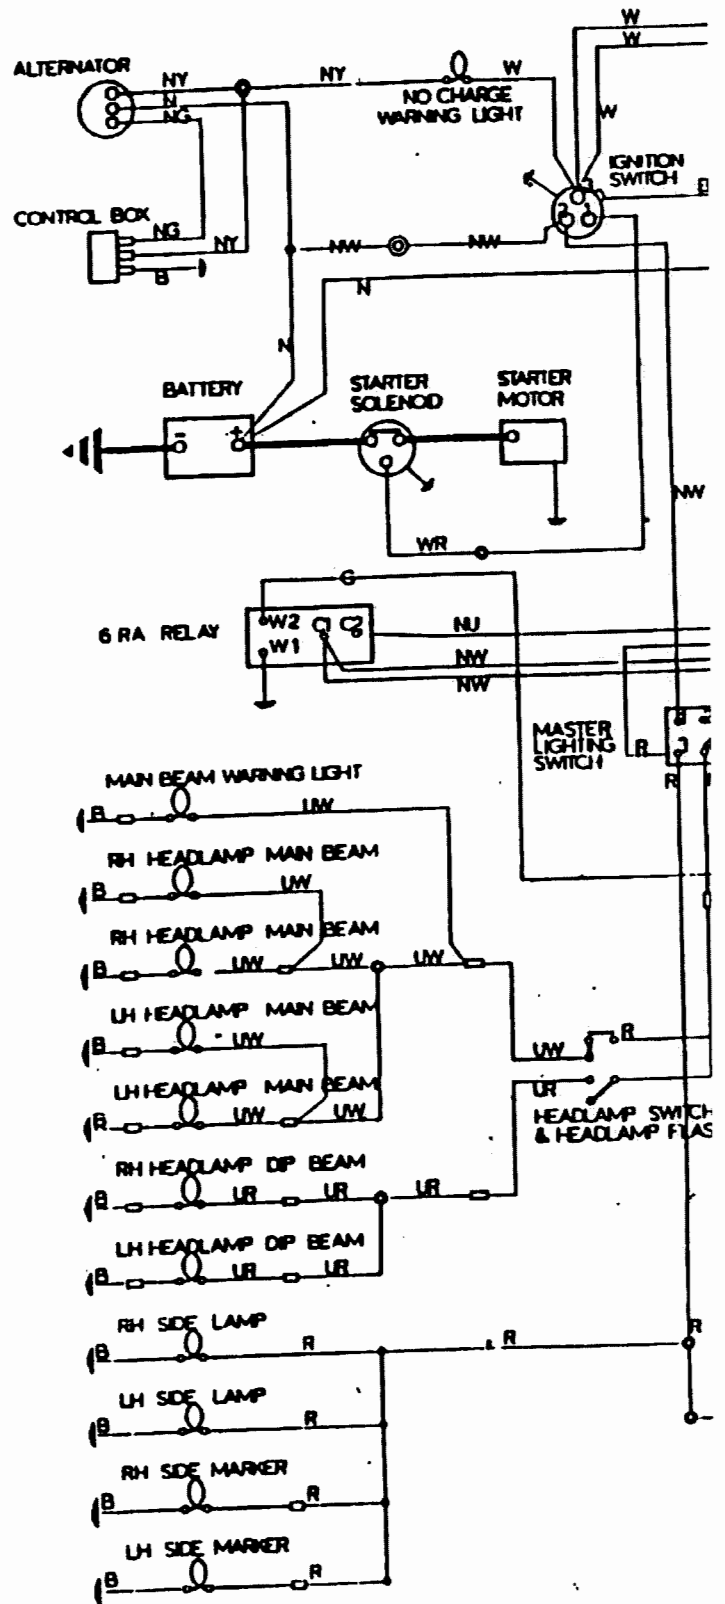 W
W
ALTERNATOR
NY
NY
W
N
NG
NO CHARGE
WARNING LIGHT
W
IGNITION
SWITCH
3
2
1
CONTROL BOX
NG
NY
B
NW
NW
N
N
BATTERY
STARTER
SOLENOID
STARTER
MOTOR
-
+
NW
WR
G
6 RA RELAY
W2
C1
C2
W1
NU
NW
NW
MASTER
LIGHTING
SWITCH
R
R
MAIN BEAM WARNING LIGHT
B
UW
RH HEADLAMP MAIN BEAM
B
UW
RH HEADLAMP MAIN BEAM
B
UW
UW
UW
LH HEADLAMP MAIN BEAM
B
UW
UW
R
LH HEADLAMP MAIN BEAM
B
UW
UW
UR
HEADLAMP SWITCH
& HEADLAMP FLAS
RH HEADLAMP DIP BEAM
B
UR
UR
UR
LH HEADLAMP DIP BEAM
B
UR
UR
RH SIDE LAMP
B
R
R
R
LH SIDE LAMP
B
R
RH SIDE MARKER
B
R
LH SIDE MARKER
B
R